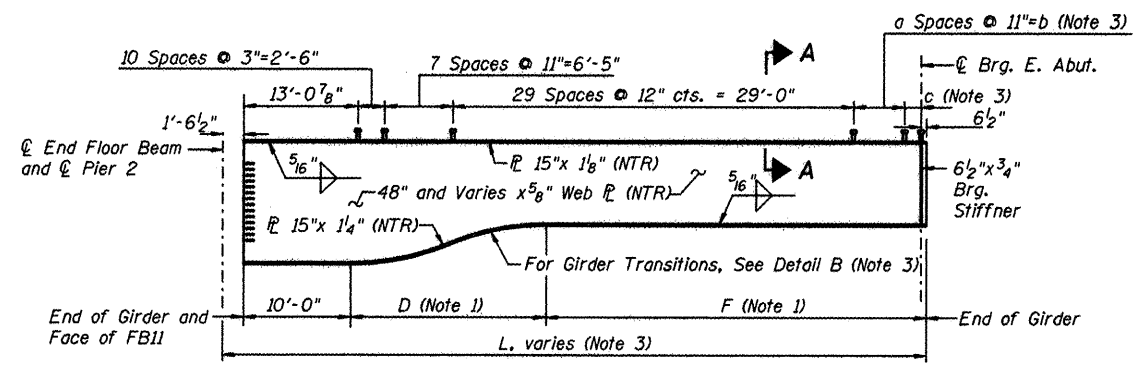 a Spaces @ 11"=b (Note 3)
10 Spaces @ 3"=2'-6"
7 Spaces @ 11"=6'-5"
A
℄ Brg. E. Abut.
13'-0 7/8"
29 Spaces @ 12" cts. = 29'-0"
c (Note 3)
1'-6 1/2"
6 1/2"
℄ End Floor Beam
and ℄ Pier 2
5/16"
℄ 15"x 1 1/8" (NTR)
A
5/16"
6 1/2"x 3/4"
Brg.
Stiffner
48" and Varies x 5/8" Web ℄ (NTR)
℄ 15"x 1 1/4" (NTR)
For Girder Transitions, See Detail B (Note 3)
10'-0"
D (Note 1)
F (Note 1)
End of Girder and
Face of FB11
End of Girder
L, varies (Note 3)